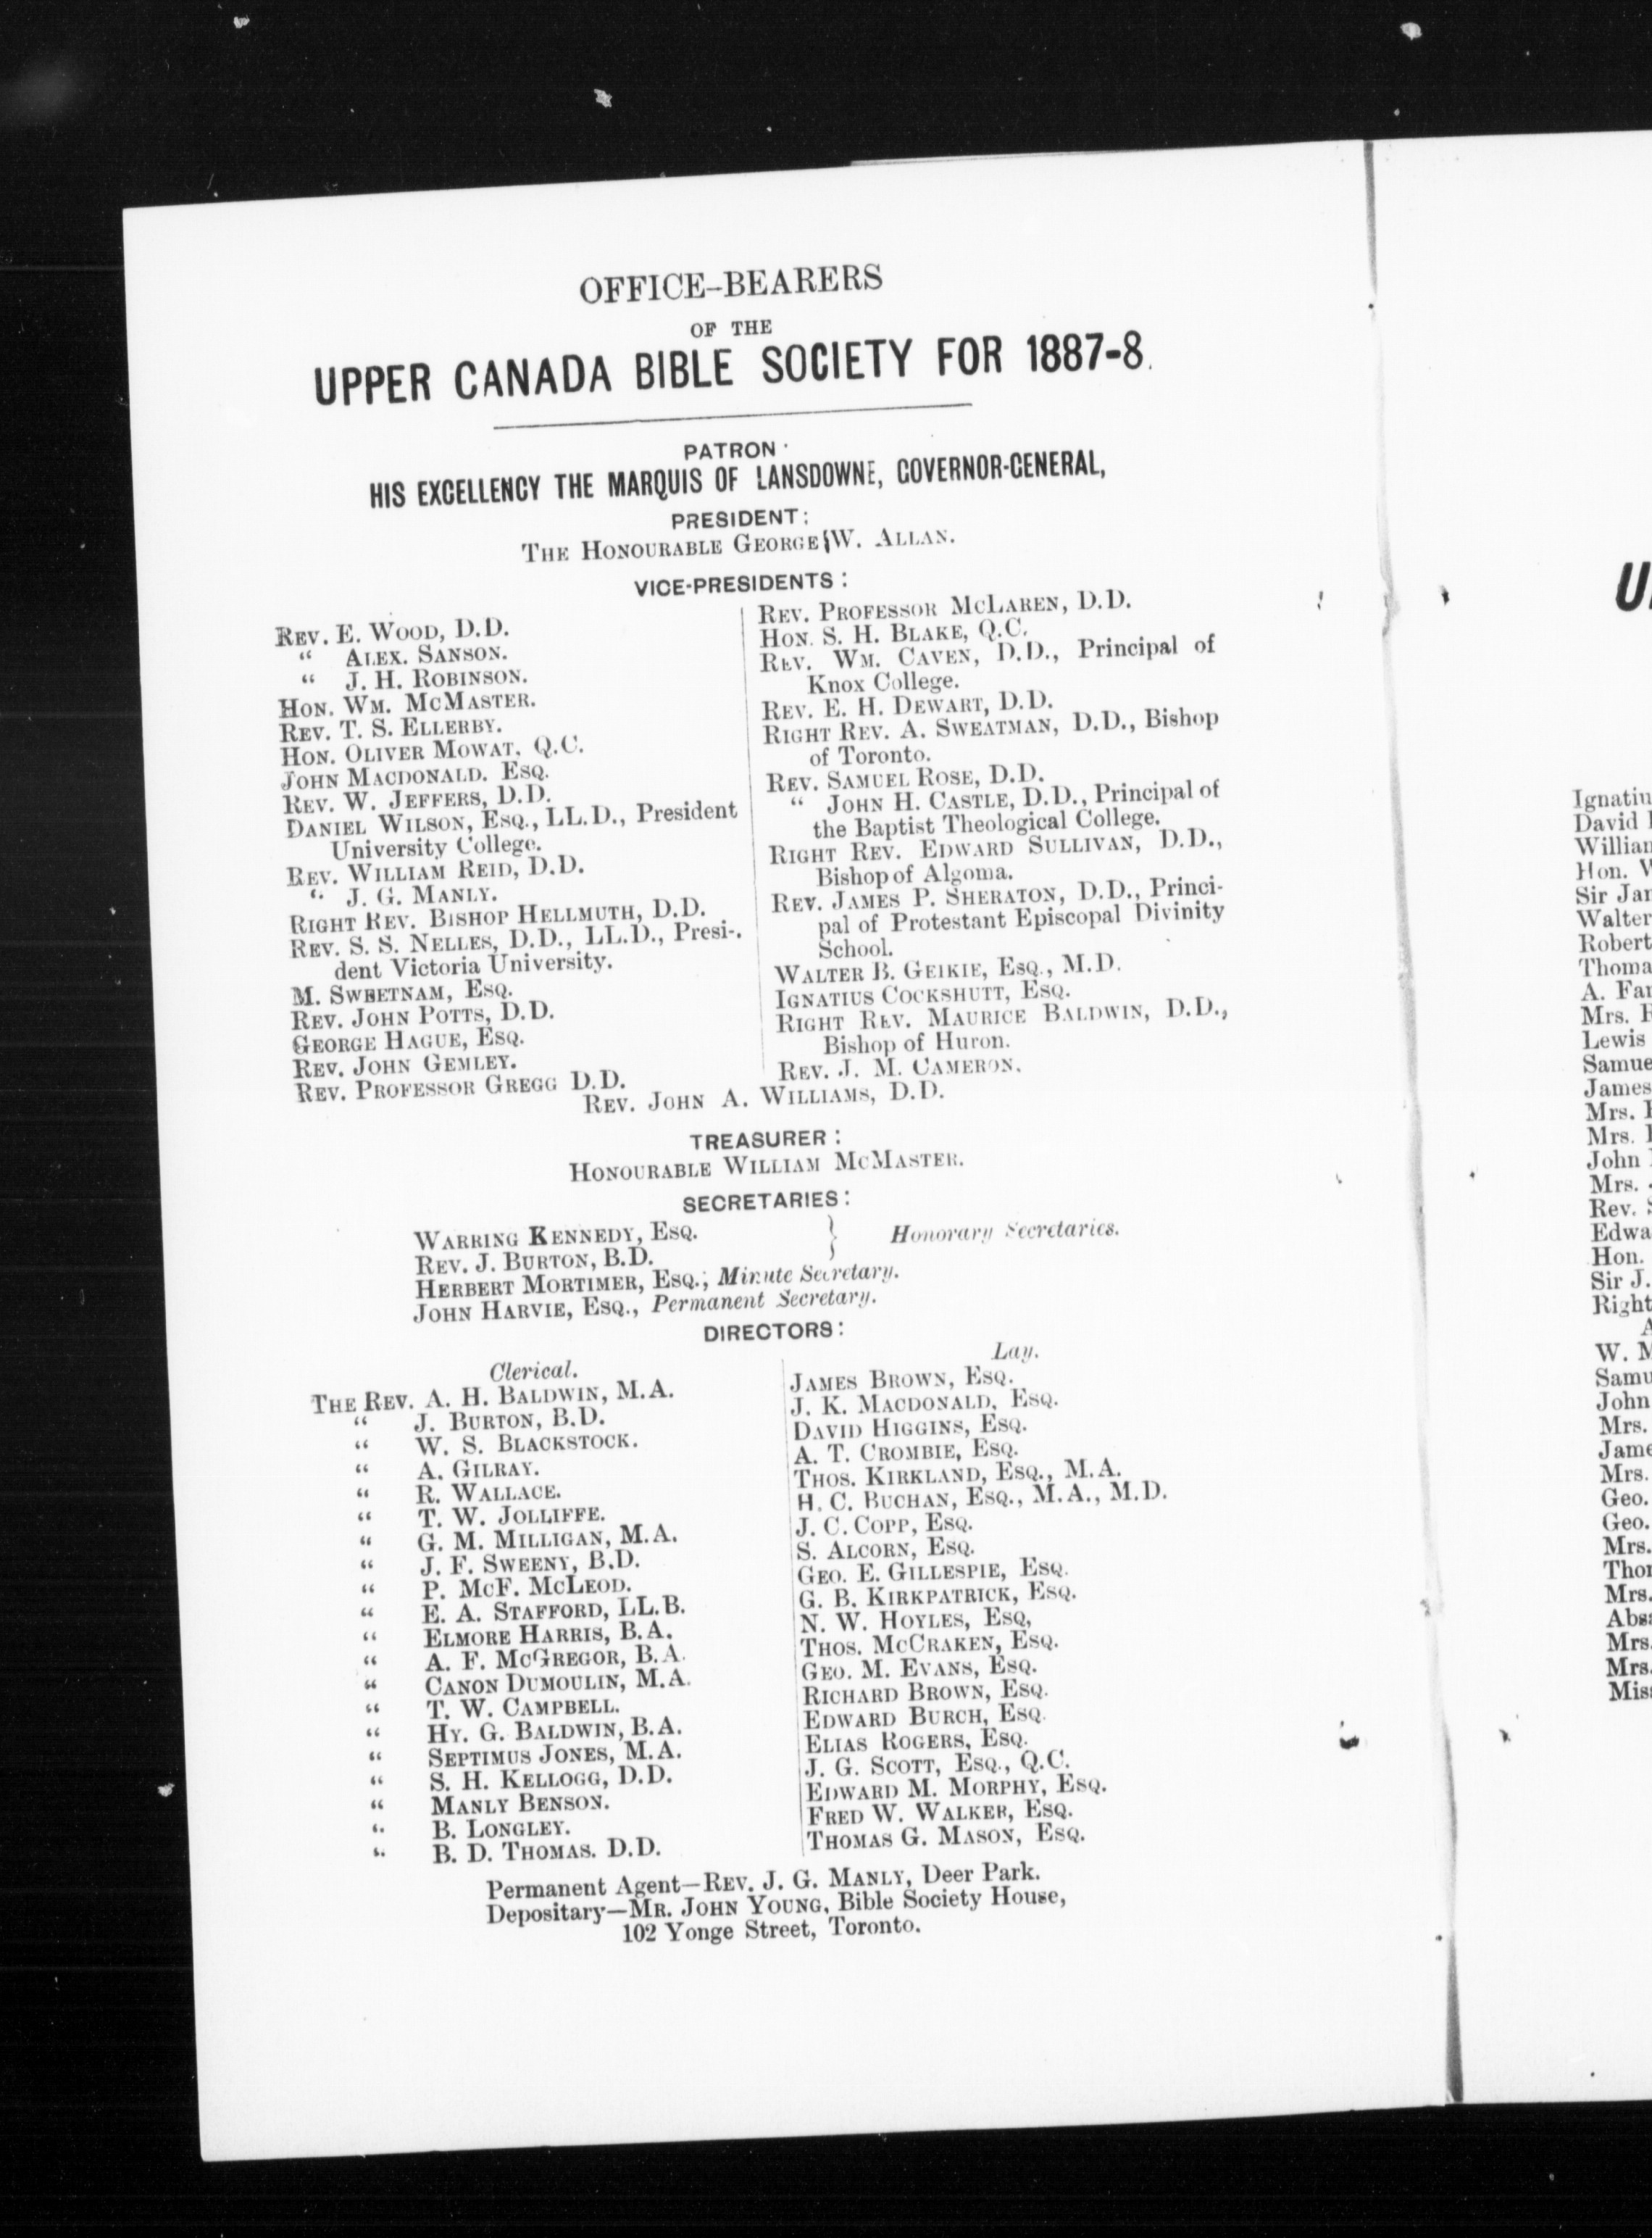 OFFICE-BEARERS
OF THE
UPPER CANADA BIBLE SOCIETY FOR 1887-8.
PATRON
HIS EXCELLENCY THE MARQUIS OF LANSDOWNE, GOVERNOR-GENERAL,
PRESIDENT:
THE HONOURABLE GEORGE W. ALLAN.
VICE-PRESIDENTS:
REV. E. WOOD, D.D.
“ ALEX. SANSON.
“ J. H. ROBINSON.
HON. WM. MCMASTER.
REV. T. S. ELLERBY.
HON. OLIVER MOWAT. Q.C.
JOHN MACDONALD. ESQ.
REV. W. JEFFERS, D.D.
DANIEL WILSON, ESQ., LL.D., President
University College.
REV. WILLIAM REID, D.D.
“ J. G. MANLY.
RIGHT REV. BISHOP HELLMUTH, D.D.
REV. S. S. NELLES, D.D., LL.D., Presi-
dent Victoria University.
M. SWEETNAM, ESQ.
REV. JOHN POTTS, D.D.
GEORGE HAGUE, ESQ.
REV. JOHN GEMLEY.
REV. PROFESSOR GREGG D.D.
REV. PROFESSOR MCLAREN, D.D.
HON. S. H. BLAKE, Q.C.
REV. WM. CAVEN, D.D., Principal of
Knox College.
REV. E. H. DEWART, D.D.
RIGHT REV. A. SWEATMAN, D.D., Bishop
of Toronto.
REV. SAMUEL ROSE, D.D.
“ JOHN H. CASTLE, D.D., Principal of
the Baptist Theological College.
RIGHT REV. EDWARD SULLIVAN, D.D.,
Bishop of Algoma.
REV. JAMES P. SHERATON, D.D., Princi-
pal of Protestant Episcopal Divinity
School.
WALTER B. GEIKIE, ESQ., M.D.
IGNATIUS COCKSHUTT, ESQ.
RIGHT REV. MAURICE BALDWIN, D.D.,
Bishop of Huron.
REV. J. M. CAMERON.
REV. JOHN A. WILLIAMS, D.D.
TREASURER:
HONOURABLE WILLIAM MCMASTER.
SECRETARIES:
WARRING KENNEDY, ESQ.
REV. J. BURTON, B.D.
} Honorary Secretaries.
HERBERT MORTIMER, ESQ., Minute Secretary.
JOHN HARVIE, ESQ., Permanent Secretary.
DIRECTORS:
Clerical.
THE REV. A. H. BALDWIN, M.A.
“ J. BURTON, B.D.
“ W. S. BLACKSTOCK.
“ A. GILRAY.
“ R. WALLACE.
“ T. W. JOLLIFFE.
“ G. M. MILLIGAN, M.A.
“ J. F. SWEENY, B.D.
“ P. MCF. MCLEOD.
“ E. A. STAFFORD, LL.B.
“ ELMORE HARRIS, B.A.
“ A. F. MCGREGOR, B.A.
“ CANON DUMOULIN, M.A.
“ T. W. CAMPBELL.
“ HY. G. BALDWIN, B.A.
“ SEPTIMUS JONES, M.A.
“ S. H. KELLOGG, D.D.
“ MANLY BENSON.
“ B. LONGLEY.
“ B. D. THOMAS. D.D.
Lay.
JAMES BROWN, ESQ.
J. K. MACDONALD, ESQ.
DAVID HIGGINS, ESQ.
A. T. CROMBIE, ESQ.
THOS. KIRKLAND, ESQ., M.A.
H. C. BUCHAN, ESQ., M.A., M.D.
J. C. COPP, ESQ.
S. ALCORN, ESQ.
GEO. E. GILLESPIE, ESQ.
G. B. KIRKPATRICK, ESQ.
N. W. HOYLES, ESQ,
THOS. MCCRAKEN, ESQ.
GEO. M. EVANS, ESQ.
RICHARD BROWN, ESQ.
EDWARD BURCH, ESQ.
ELIAS ROGERS, ESQ.
J. G. SCOTT, ESQ., Q.C.
EDWARD M. MORPHY, ESQ.
FRED W. WALKER, ESQ.
THOMAS G. MASON, ESQ.
Permanent Agent—REV. J. G. MANLY, Deer Park.
Depositary—MR. JOHN YOUNG, Bible Society House,
102 Yonge Street, Toronto.
David
Hon.
Sir
Walter
Robert
A.
Mrs.
Lewis
James
Mrs.
Mrs.
John
Mrs.
Rev.
Hon.
Sir J.
Right
W.
John
Mrs.
Mrs.
Geo.
Geo.
Mrs.
Mrs.
Mrs.
Mrs.